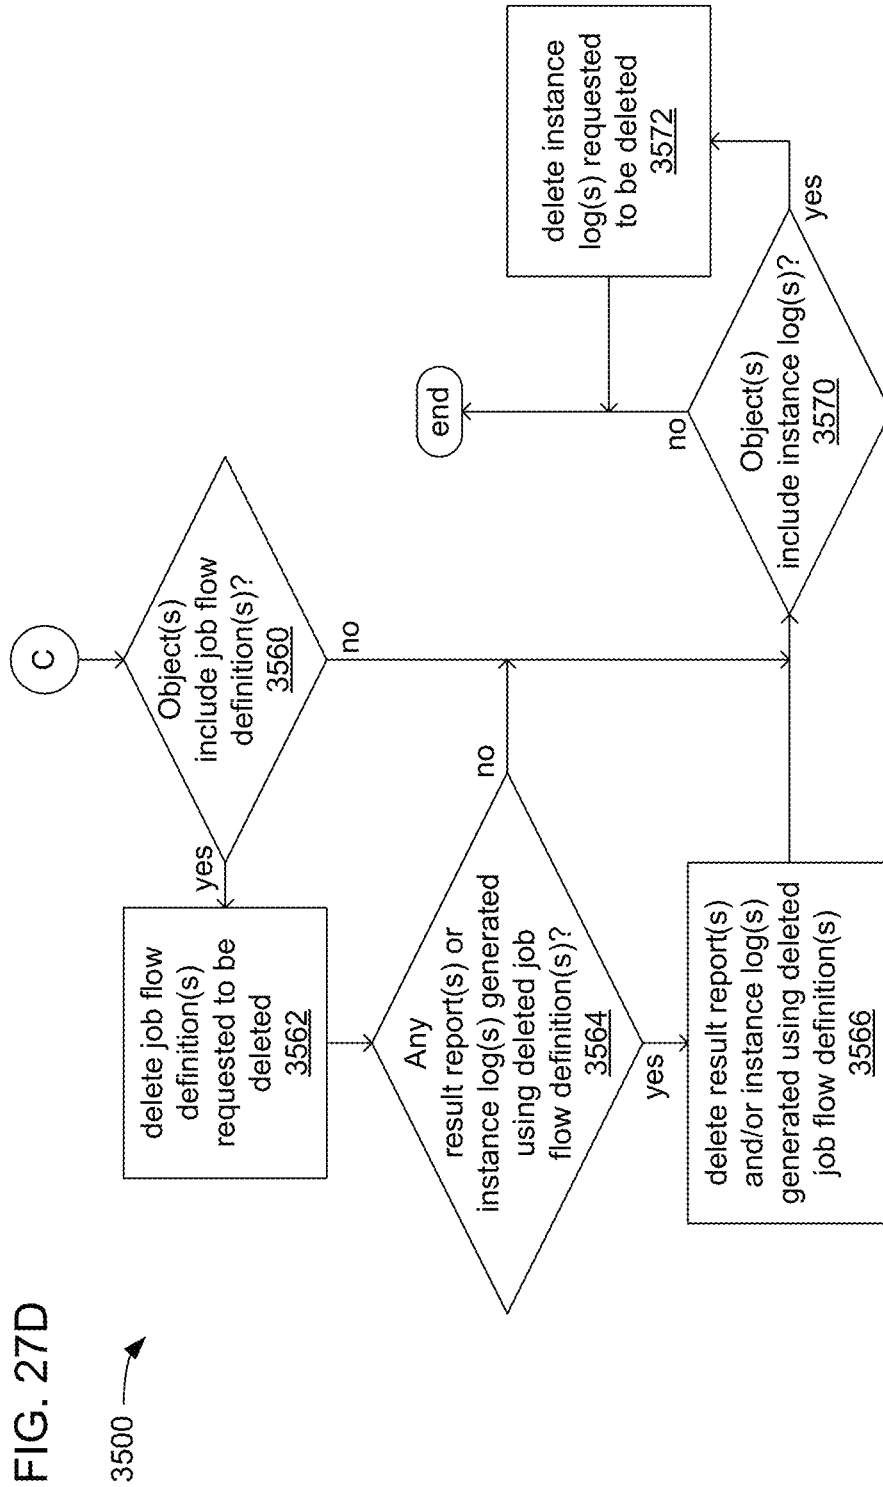 FIG. 27D
3500
C
Object(s)
include job flow
definition(s)?
3560
yes
no
delete job flow
definition(s)
requested to be
deleted
3562
Any
result report(s) or
instance log(s) generated
using deleted job
flow definition(s)?
3564
no
yes
delete result report(s)
and/or instance log(s)
generated using deleted
job flow definition(s)
3566
Object(s)
include instance log(s)?
3570
no
yes
delete instance
log(s) requested
to be deleted
3572
end